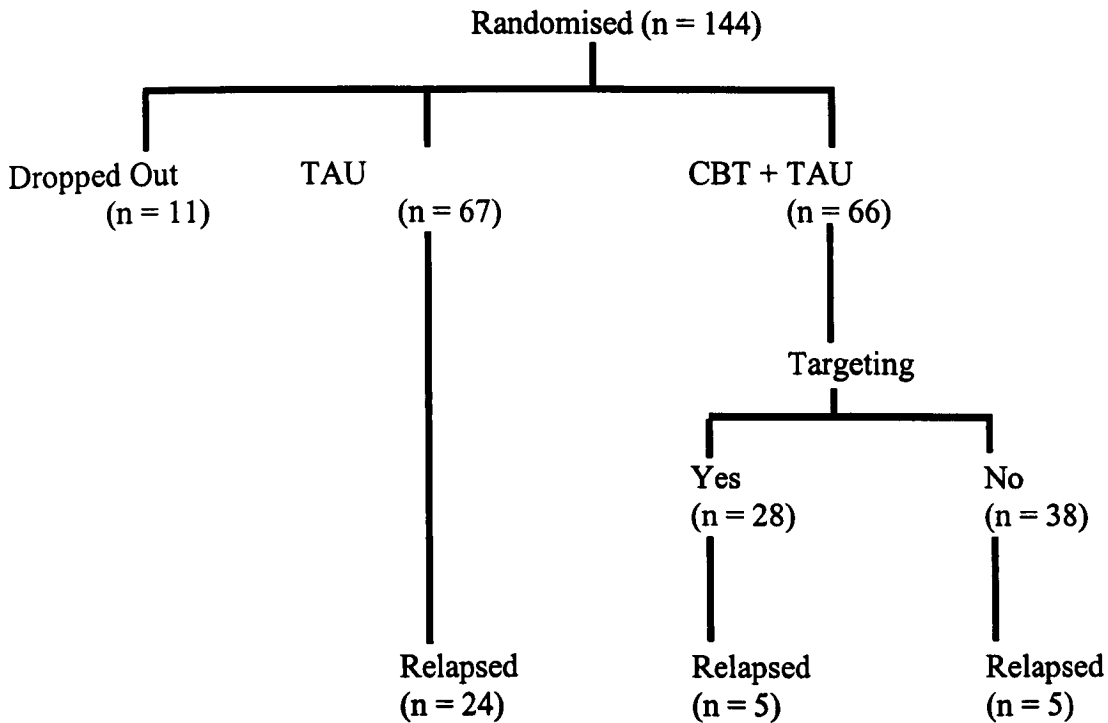 Randomised (n = 144)
Dropped Out
(n = 11)
TAU
(n = 67)
CBT + TAU
(n = 66)
Targeting
Yes
(n = 28)
No
(n = 38)
Relapsed
(n = 24)
Relapsed
(n = 5)
Relapsed
(n = 5)